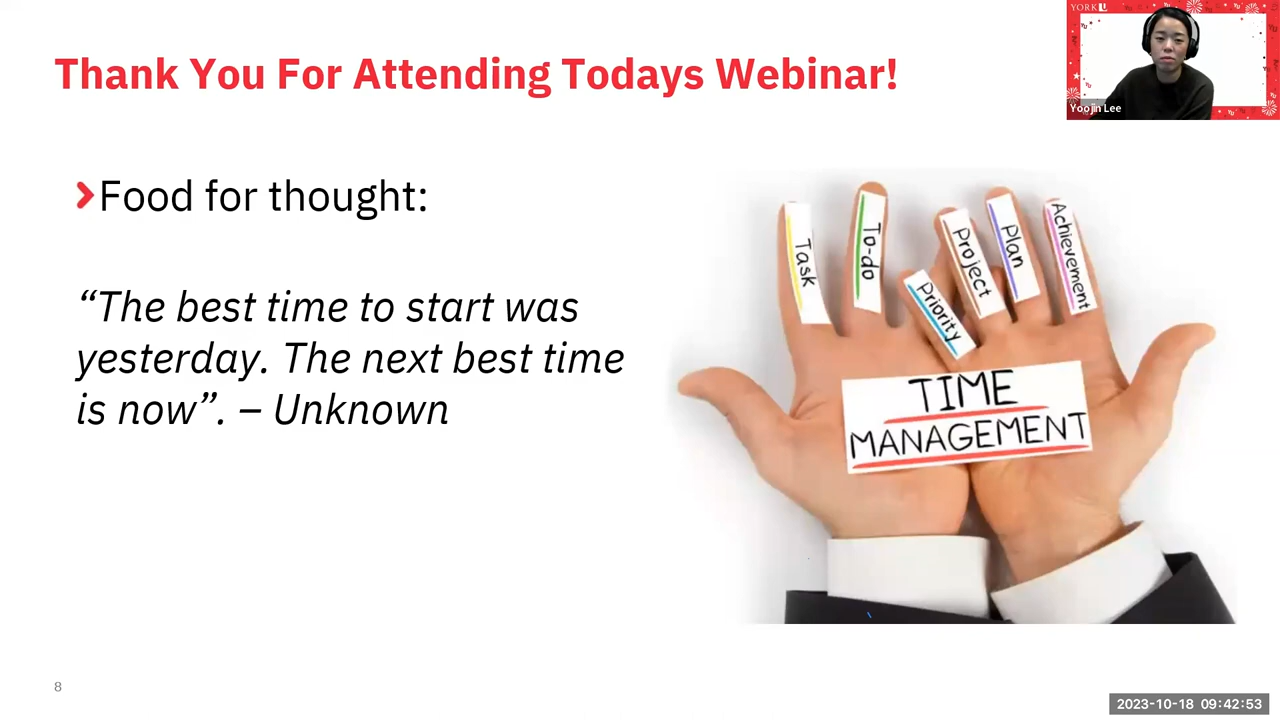 YORK U
Thank You For Attending Todays Webinar!
Yoojin Lee
Food for thought:
“The best time to start was
yesterday. The next best time
is now”. – Unknown
Task
To-do
Priority
Project
Plan
Achievement
TIME
MANAGEMENT
8
2023-10-18 09:42:53